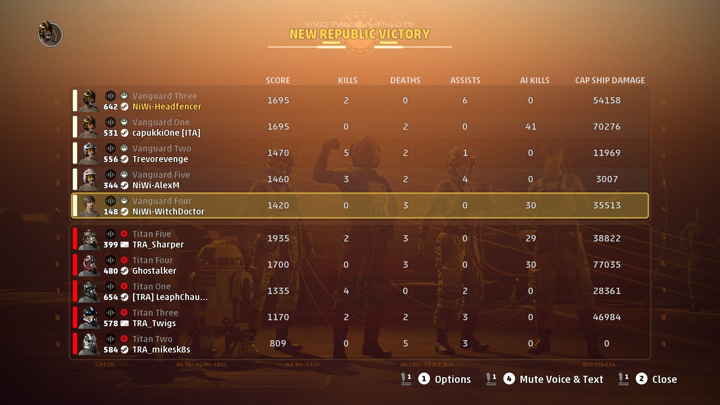 NEW REPUBLIC VICTORY
SCORE KILLS DEATHS ASSISTS AI KILLS CAP SHIP DAMAGE
Vanguard Three
642 NiWi-Headfencer 1695 2 0 6 0 54158
Vanguard One
531 capukkiOne [ITA] 1695 0 2 0 41 70276
Vanguard Two
556 Trevorevenge 1470 5 2 1 0 11969
Vanguard Five
344 NiWi-AlexM 1460 3 2 4 0 3007
Vanguard Four
148 NiWi-WitchDoctor 1420 0 3 0 30 35513
Titan Five
399 TRA_Sharper 1935 2 3 0 29 38822
Titan Four
480 Ghostalker 1700 0 3 0 30 77035
Titan One
654 [TRA] LeaphChau... 1335 4 0 2 0 28361
Titan Three
578 TRA_Twigs 1170 2 2 3 0 46984
Titan Two
584 TRA_mikesk8s 809 0 5 3 0 0
1 1 Options 1 4 Mute Voice & Text 1 2 Close